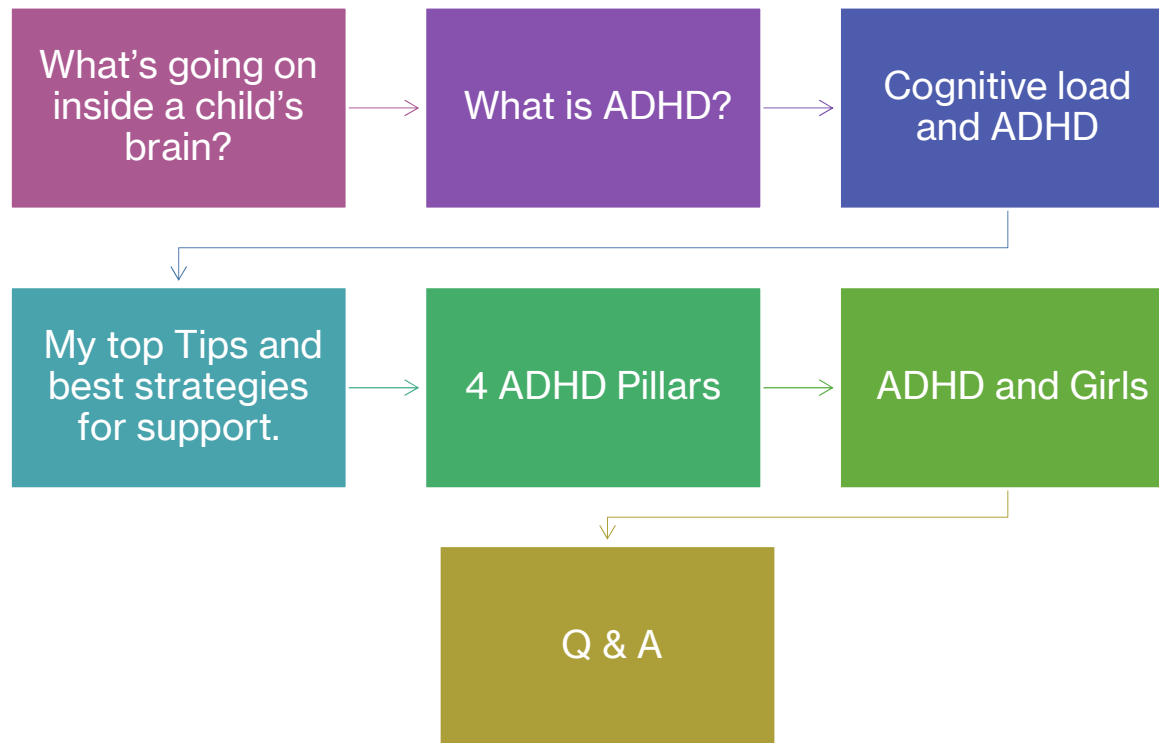 What’s going on
inside a child’s
brain?
What is ADHD?
Cognitive load
and ADHD
My top Tips and
best strategies
for support.
4 ADHD Pillars
ADHD and Girls
Q & A